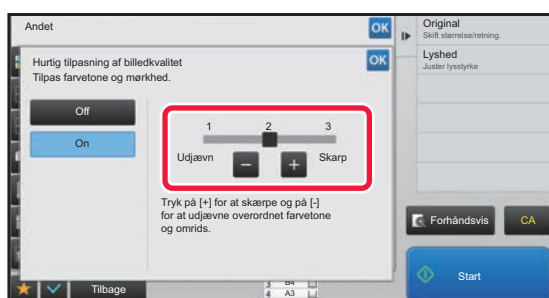 Andet
OK
Hurtig tilpasning af billedkvalitet
Tilpas farvetone og mørkhed.
OK
Off
On
1 2 3
Udjævn - + Skarp
Tryk på [+] for at skærpe og på [-]
for at udjævne overordnet farvetone
og omrids.
Tilbage
B4
4 A3
Original
Skift størrelse/retning.
Lyshed
Juster lysstyrke
Forhåndsvis
CA
Start